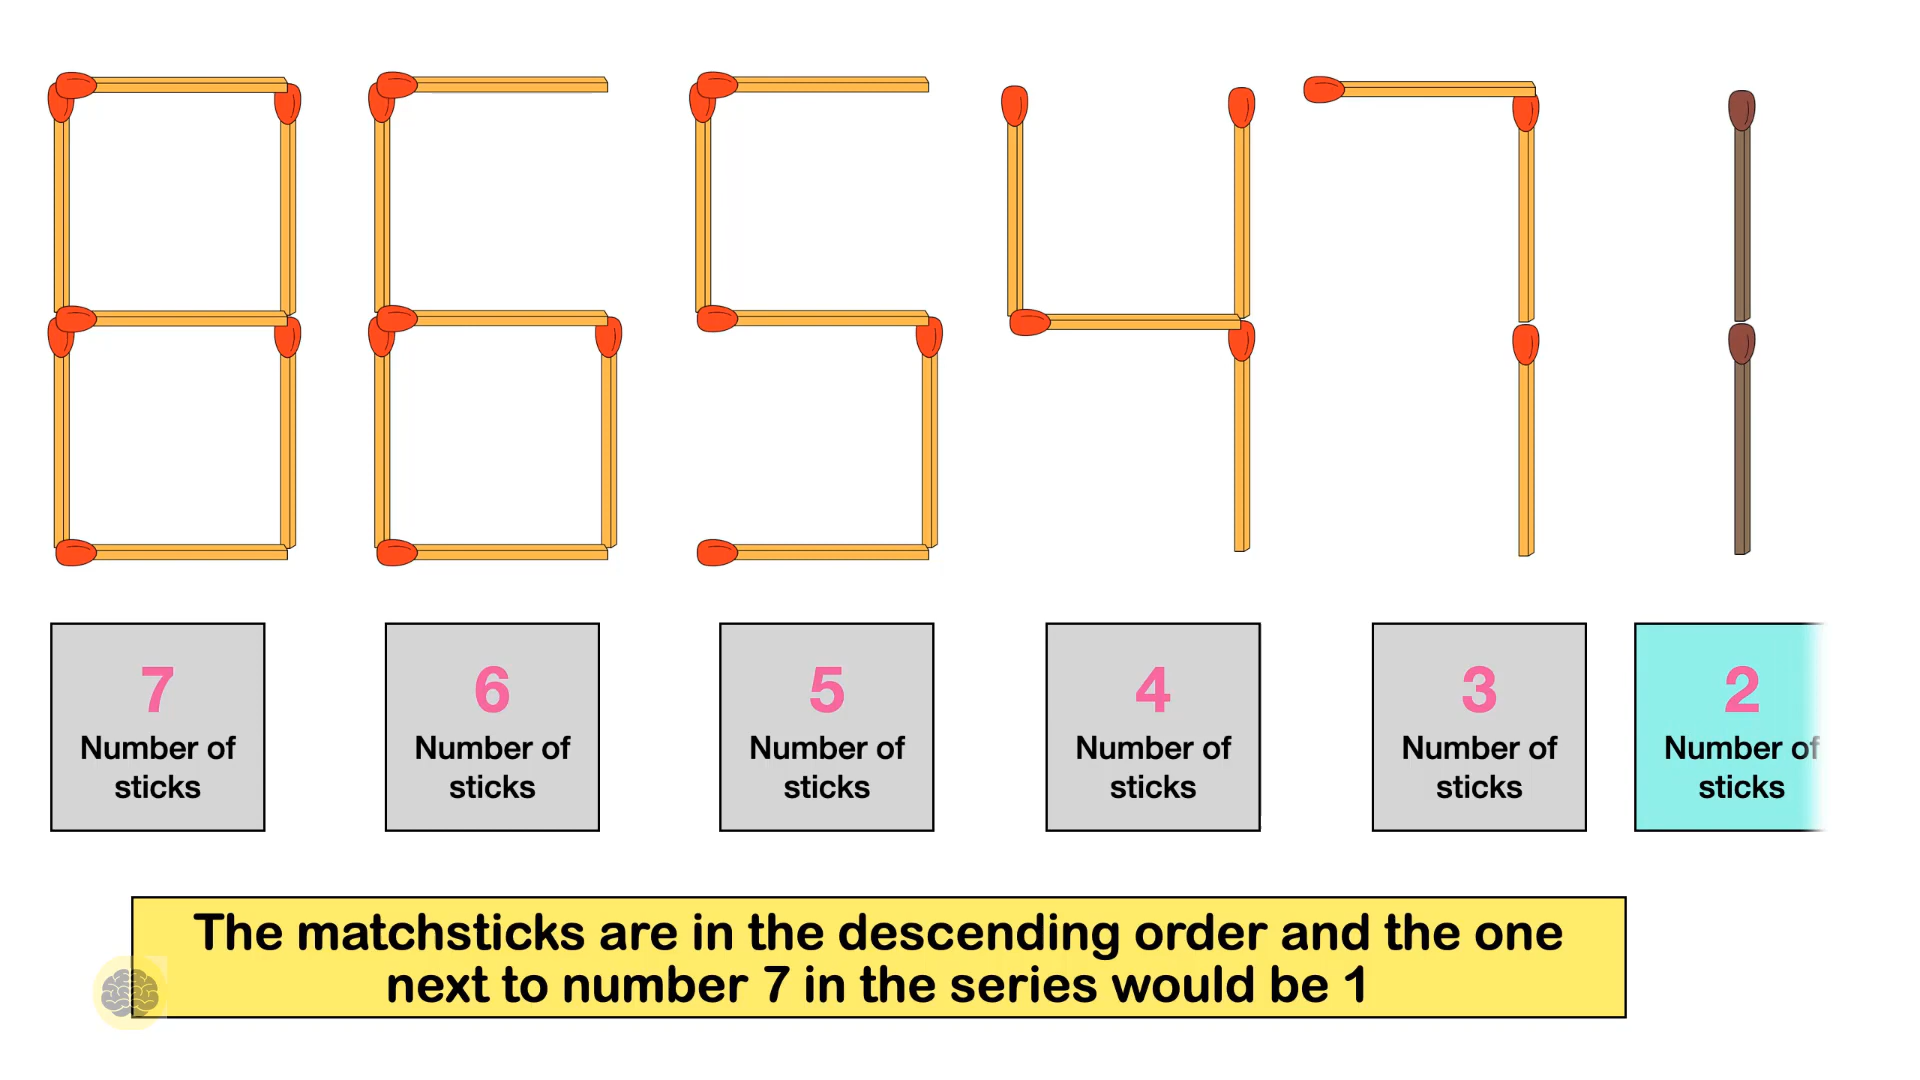 7
Number of
sticks
6
Number of
sticks
5
Number of
sticks
4
Number of
sticks
3
Number of
sticks
2
Number of
sticks
The matchsticks are in the descending order and the one
next to number 7 in the series would be 1